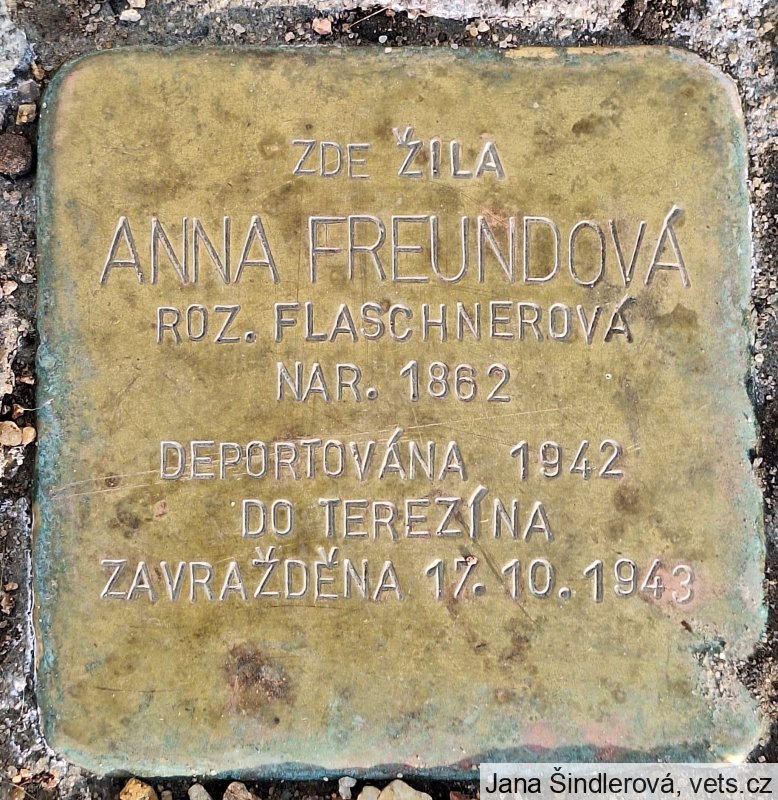 ZDE ŽILA
ANNA FREUNDOVÁ
ROZ. FLASCHNEROVÁ
NAR. 1862
DEPORTOVÁNA 1942
DO TEREZÍNA
ZAVRAŽDĚNA 17. 10. 1943
Jana Šindlerová, vets.cz